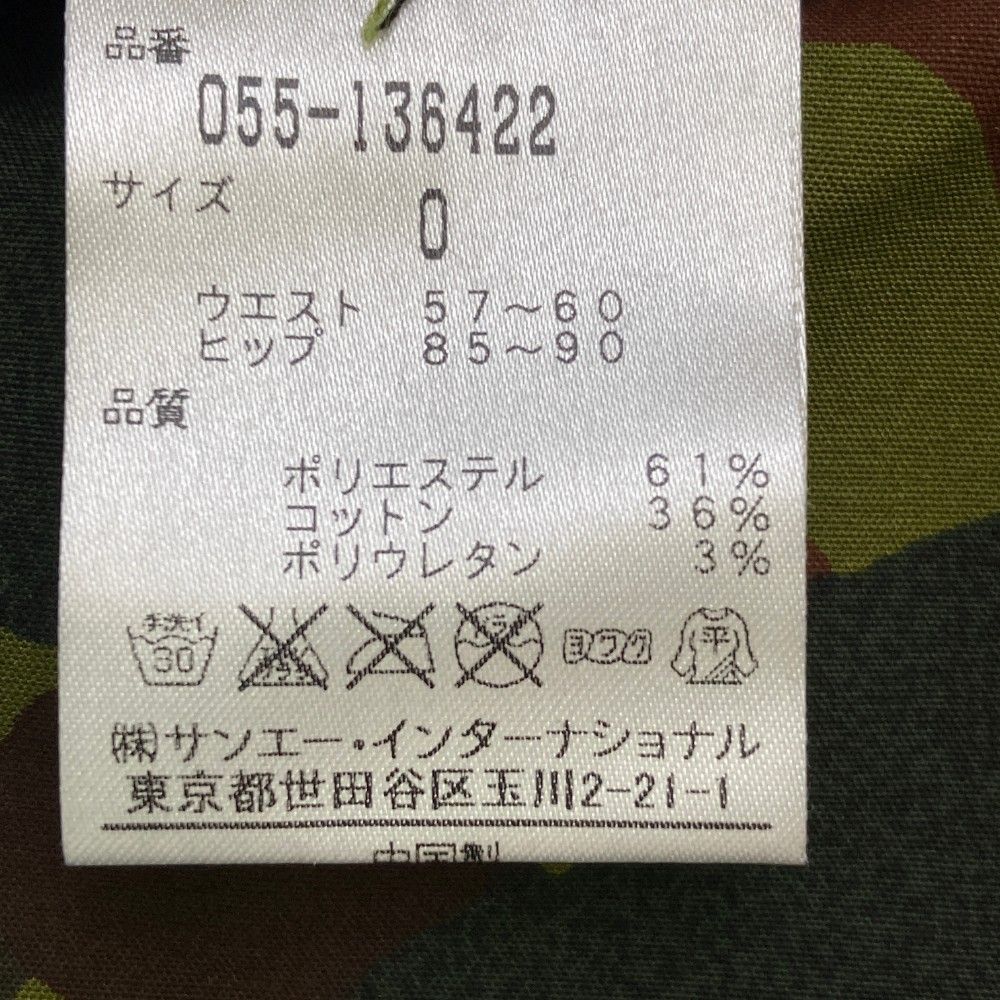 品番
055-136422
サイズ
0
ウエスト 57~60
ヒップ 85~90
品質
ポリエステル 61%
コットン 36%
ポリウレタン 3%
手洗イ 30 ヨワク 平
㈱サンエー・インターナショナル
東京都世田谷区玉川2-21-1
中国製